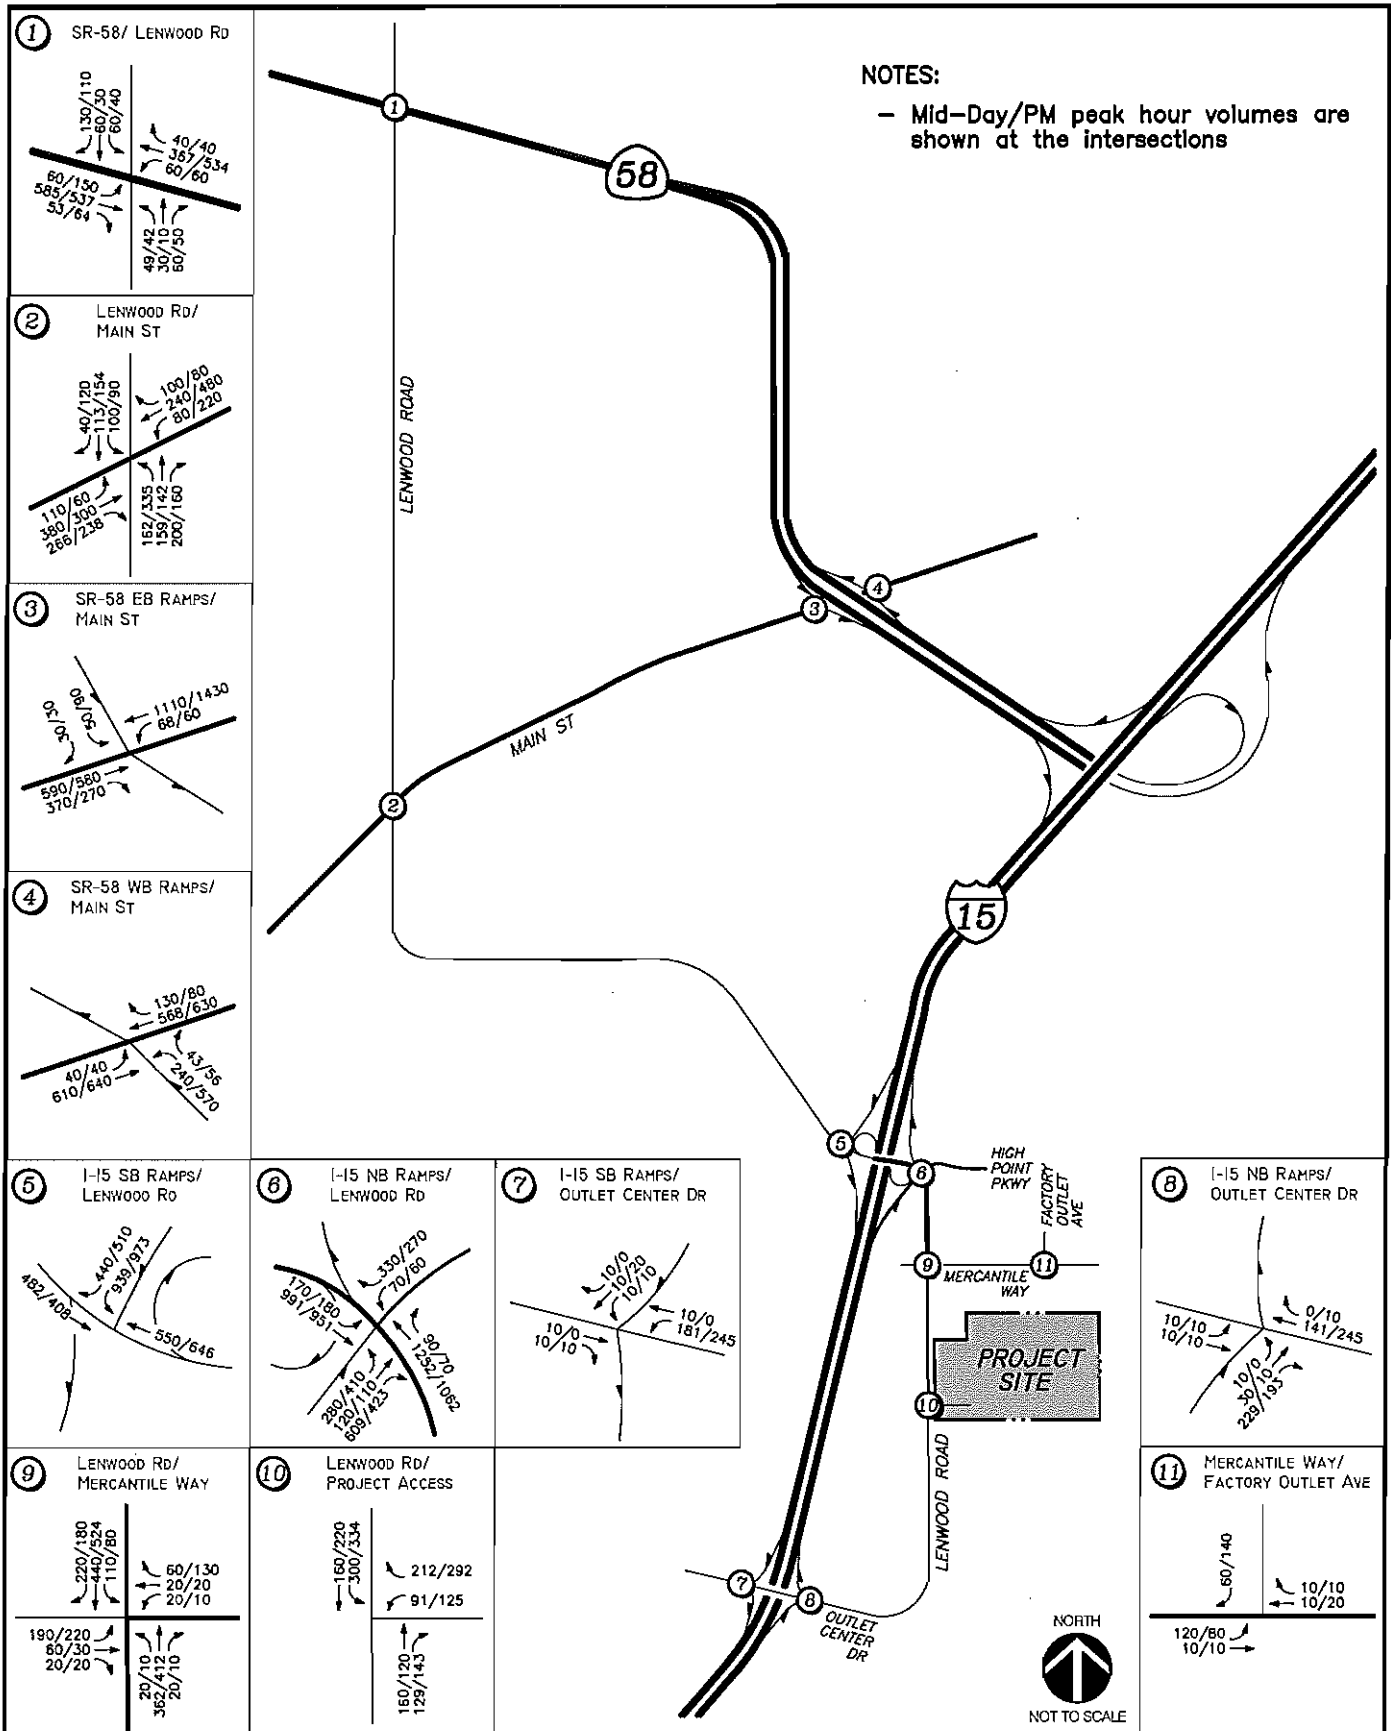 1
SR-58/ LENWOOD RD
130/110
60/30
60/40
40/40
367/534
60/60
60/150
585/537
53/64
49/42
30/10
60/50
2
LENWOOD RD/
MAIN ST
40/120
113/154
100/90
100/80
240/480
80/220
110/60
380/300
266/238
162/335
159/142
200/160
3
SR-58 EB RAMPS/
MAIN ST
30/30
50/90
1110/1430
68/60
590/580
370/270
4
SR-58 WB RAMPS/
MAIN ST
130/80
568/630
40/40
610/640
43/56
240/570
5
I-15 SB RAMPS/
LENWOOD RD
440/510
939/973
482/408
550/646
6
I-15 NB RAMPS/
LENWOOD RD
330/270
70/60
170/180
991/951
90/70
1252/1062
280/410
120/110
609/423
7
I-15 SB RAMPS/
OUTLET CENTER DR
10/0
10/20
10/10
10/0
181/245
10/0
10/10
8
I-15 NB RAMPS/
OUTLET CENTER DR
0/10
141/245
10/10
10/10
10/0
30/10
229/193
9
LENWOOD RD/
MERCANTILE WAY
220/180
440/524
110/80
60/130
20/20
20/10
190/220
60/30
20/20
20/10
362/412
20/10
10
LENWOOD RD/
PROJECT ACCESS
160/220
300/334
212/292
91/125
160/120
129/143
11
MERCANTILE WAY/
FACTORY OUTLET AVE
60/140
10/10
10/20
120/80
10/10
NOTES:
- Mid-Day/PM peak hour volumes are
shown at the intersections
1
58
LENWOOD ROAD
4
3
MAIN ST
2
15
5
6
HIGH
POINT
PKWY
FACTORY
OUTLET
AVE
9
MERCANTILE
WAY
11
PROJECT
SITE
10
LENWOOD ROAD
7
8
OUTLET
CENTER
DR
NORTH
NOT TO SCALE